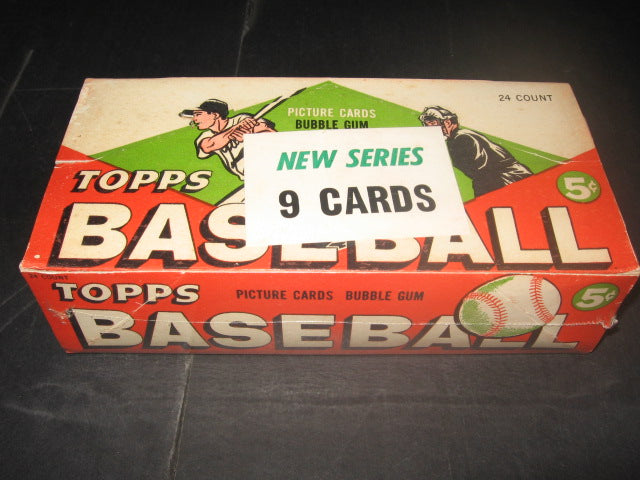 24 COUNT
PICTURE CARDS
BUBBLE GUM
NEW SERIES
9 CARDS
TOPPS
5¢
BASEBALL
24 COUNT
TOPPS
PICTURE CARDS BUBBLE GUM
5¢
BASEBALL